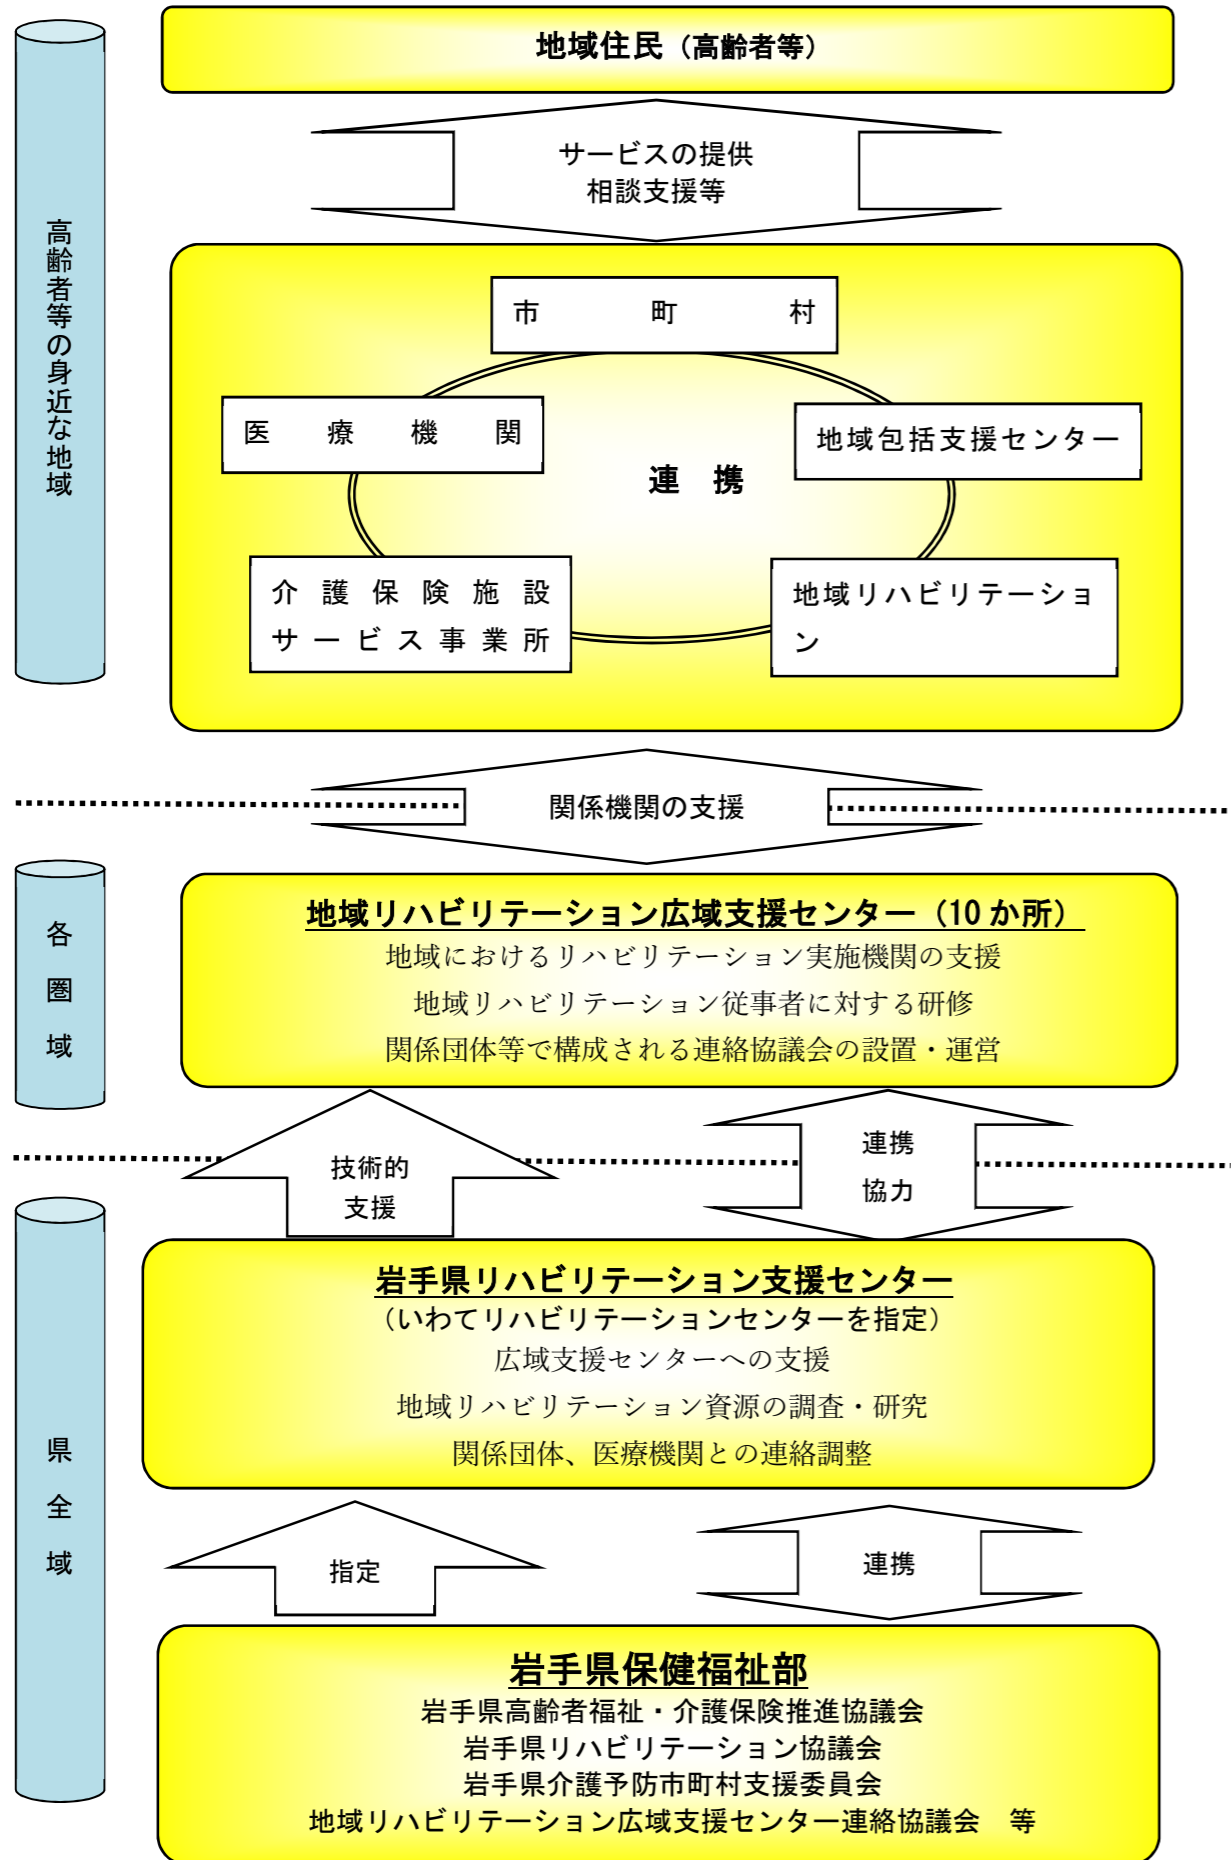 地域住民（高齢者等）
サービスの提供
相談支援等
高齢者等の身近な地域
市町村
医療機関
地域包括支援センター
連　携
介護保険施設
サービス事業所
地域リハビリテーショ
ン
関係機関の支援
各圏域
地域リハビリテーション広域支援センター（10か所）
地域におけるリハビリテーション実施機関の支援
地域リハビリテーション従事者に対する研修
関係団体等で構成される連絡協議会の設置・運営
技術的
支援
連携
協力
県全域
岩手県リハビリテーション支援センター
（いわてリハビリテーションセンターを指定）
広域支援センターへの支援
地域リハビリテーション資源の調査・研究
関係団体、医療機関との連絡調整
指定
連携
岩手県保健福祉部
岩手県高齢者福祉・介護保険推進協議会
岩手県リハビリテーション協議会
岩手県介護予防市町村支援委員会
地域リハビリテーション広域支援センター連絡協議会　等